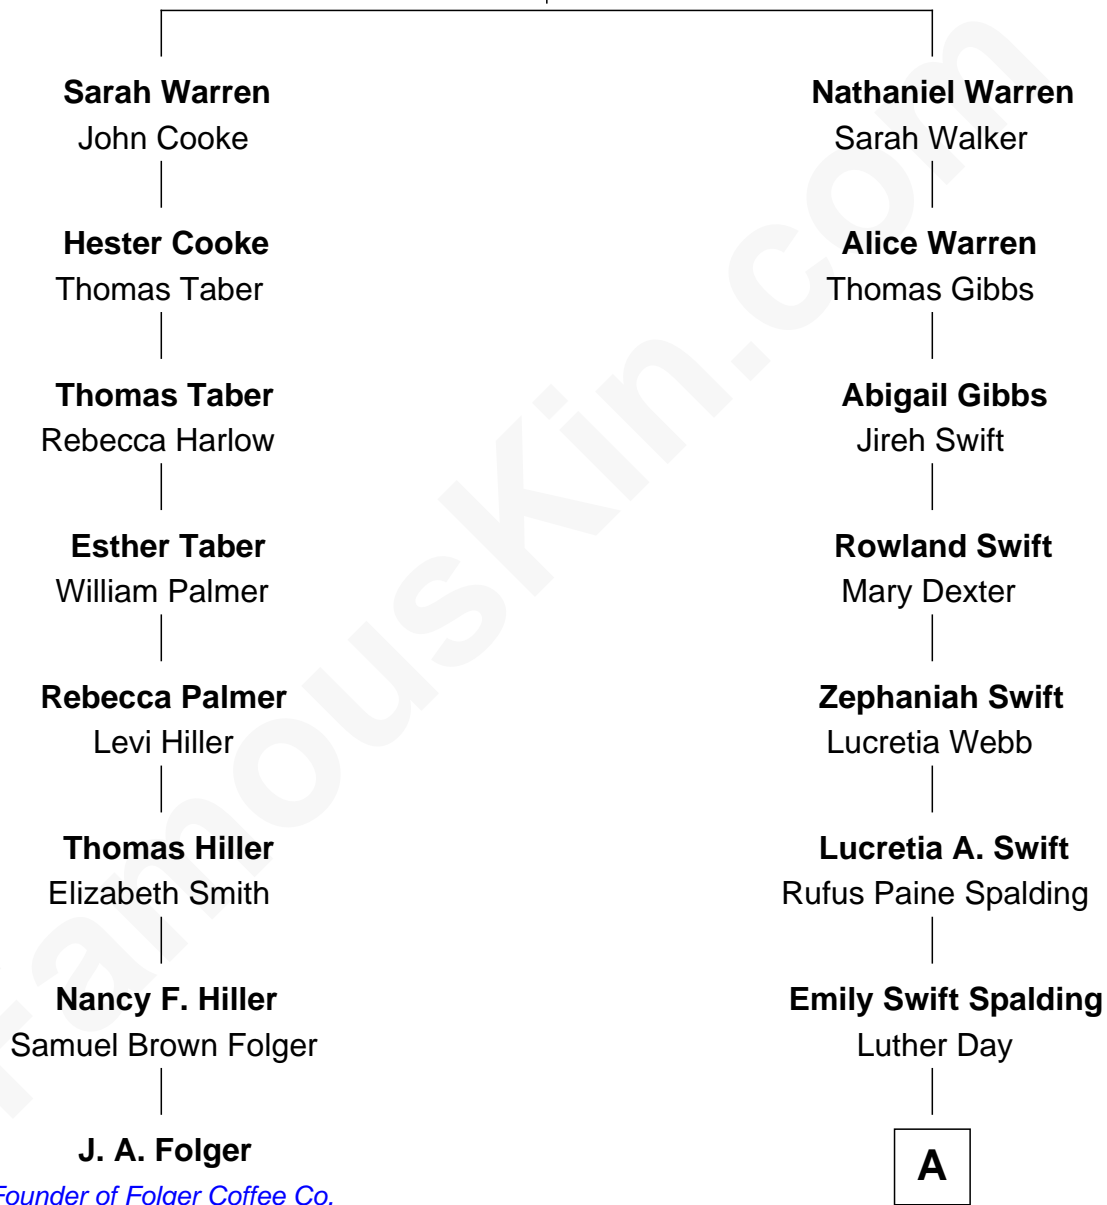 Sarah Warren
John Cooke
Nathaniel Warren
Sarah Walker
Hester Cooke
Thomas Taber
Alice Warren
Thomas Gibbs
Thomas Taber
Rebecca Harlow
Abigail Gibbs
Jireh Swift
Esther Taber
William Palmer
Rowland Swift
Mary Dexter
Rebecca Palmer
Levi Hiller
Zephaniah Swift
Lucretia Webb
Thomas Hiller
Elizabeth Smith
Lucretia A. Swift
Rufus Paine Spalding
Nancy F. Hiller
Samuel Brown Folger
Emily Swift Spalding
Luther Day
J. A. Folger
Founder of Folger Coffee Co.
A
FamousKin.com